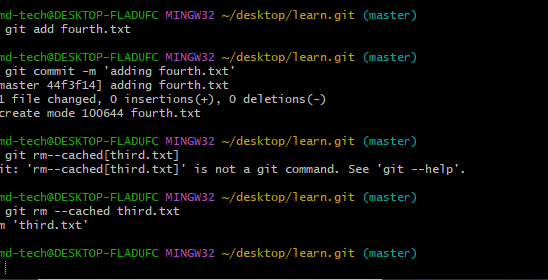 md-tech@DESKTOP-FLADUFC MINGW32 ~/desktop/learn.git (master)
git add fourth.txt
md-tech@DESKTOP-FLADUFC MINGW32 ~/desktop/learn.git (master)
git commit -m 'adding fourth.txt'
master 44f3f14] adding fourth.txt
1 file changed, 0 insertions(+), 0 deletions(-)
create mode 100644 fourth.txt
md-tech@DESKTOP-FLADUFC MINGW32 ~/desktop/learn.git (master)
git rm--cached[third.txt]
it: 'rm--cached[third.txt]' is not a git command. See 'git --help'.
md-tech@DESKTOP-FLADUFC MINGW32 ~/desktop/learn.git (master)
git rm --cached third.txt
m 'third.txt'
md-tech@DESKTOP-FLADUFC MINGW32 ~/desktop/learn.git (master)